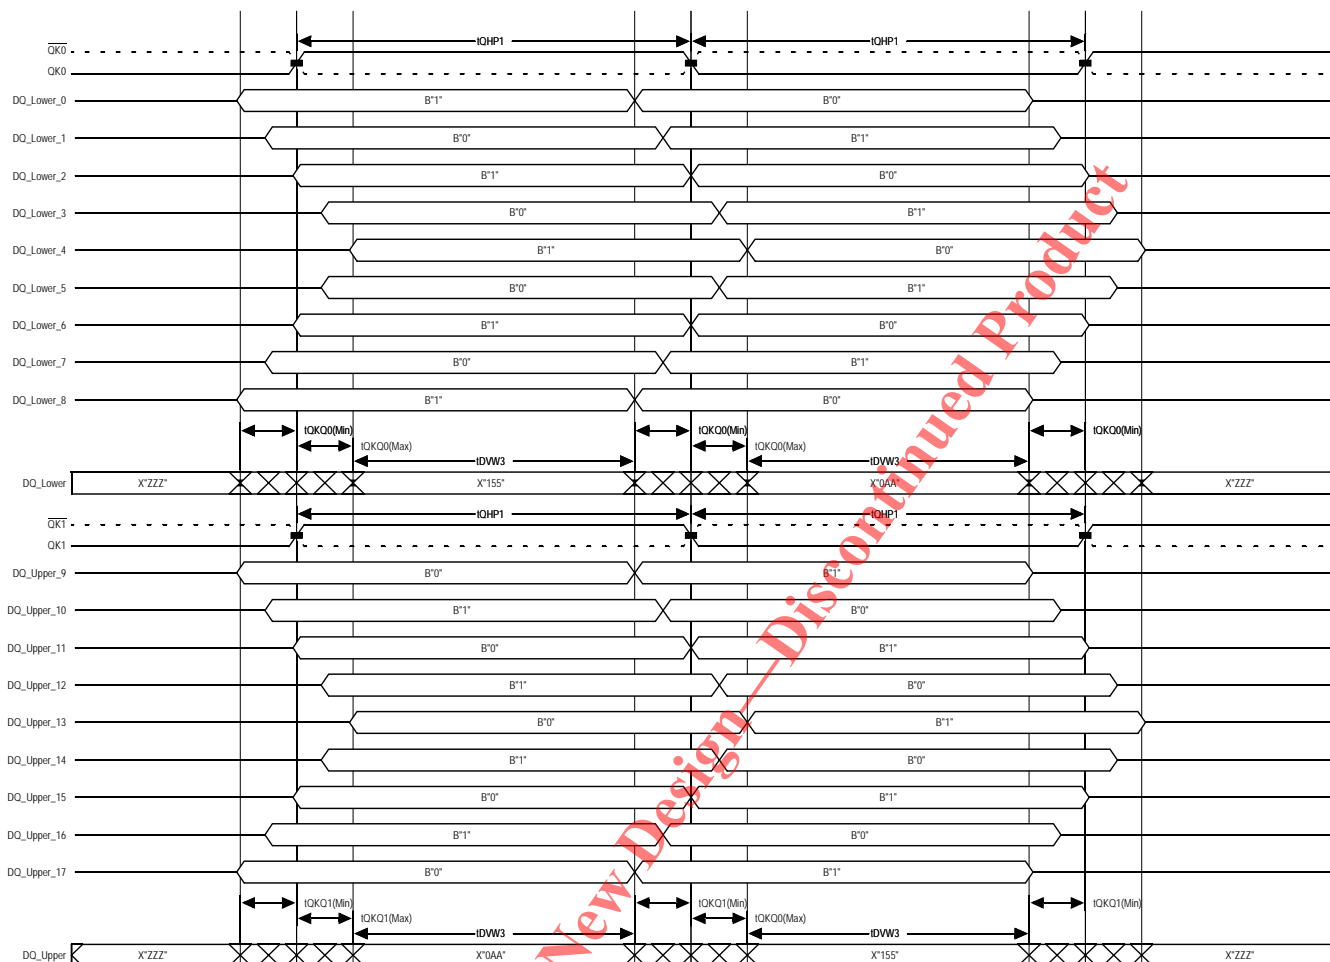 tQHP1 tQHP1
QK0
QK0
DQ_Lower_0 B"1" B"0"
DQ_Lower_1 B"0" B"1"
DQ_Lower_2 B"1" B"0"
DQ_Lower_3 B"0" B"1"
DQ_Lower_4 B"1" B"0"
DQ_Lower_5 B"0" B"1"
DQ_Lower_6 B"1" B"0"
DQ_Lower_7 B"0" B"1"
DQ_Lower_8 B"1" B"0"
tQKQ0(Min) tQKQ0(Min) tQKQ0(Min)
tQKQ0(Max) tQKQ0(Max)
tDVW3 tDVW3
DQ_Lower X"ZZZ" X"155" X"0AA" X"ZZZ"
tQHP1 tQHP1
QK1
QK1
DQ_Upper_9 B"0" B"1"
DQ_Upper_10 B"1" B"0"
DQ_Upper_11 B"0" B"1"
DQ_Upper_12 B"1" B"0"
DQ_Upper_13 B"0" B"1"
DQ_Upper_14 B"1" B"0"
DQ_Upper_15 B"0" B"1"
DQ_Upper_16 B"1" B"0"
DQ_Upper_17 B"0" B"1"
tQKQ1(Min) tQKQ1(Min) tQKQ1(Min)
tQKQ1(Max) tQKQ0(Max)
tDVW3 tDVW3
DQ_Upper X"ZZZ" X"0AA" X"155" X"ZZZ"
New Design—Discontinued Product